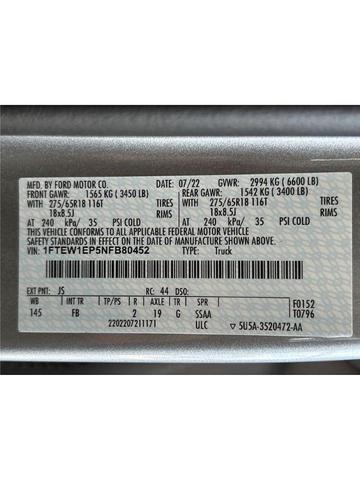 MFD. BY FORD MOTOR CO. 07/22 GVWR: 2994 KG (6600 LB)
FRONT GAWR: 1565 KG (3450 LB) REAR GAWR: 1542 KG (3400 LB)
WITH 275/65R18 116T TIRES WITH 275/65R18 116T TIRES
18x8.5J RIMS 18x8.5J RIMS
AT 240 kPa/ 35 PSI COLD AT 240 kPa/ 35 PSI COLD
THIS VEHICLE CONFORMS TO ALL APPLICABLE FEDERAL MOTOR VEHICLE
SAFETY STANDARDS IN EFFECT ON THE DATE OF MANUFACTURE SHOWN ABOVE.
VIN: 1FTEW1EP5NFB80452 TYPE: Truck
EXT PNT: JS RC: 44 DSO:
WB INT TR TP/PS R AXLE TR SPR F0152
145 FB 2 19 G SSAA T0796
2202207211171 ULC 5U5A-3520472-AA